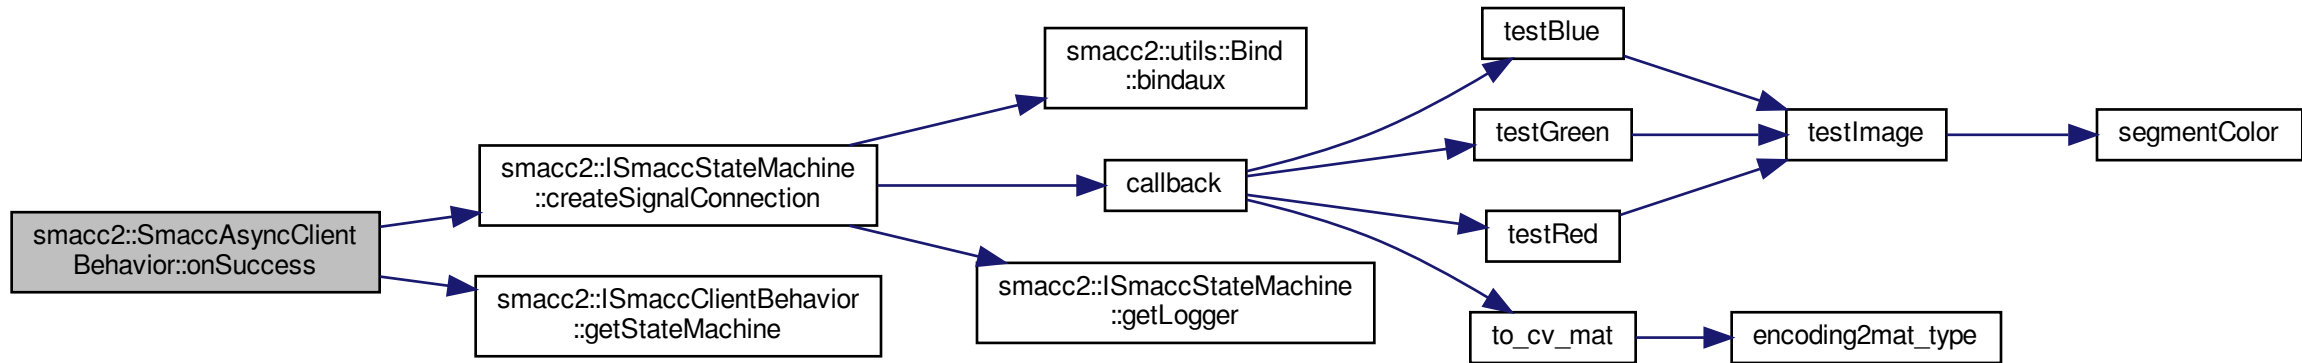 smacc2::SmaccAsyncClient
Behavior::onSuccess
smacc2::ISmaccStateMachine
::createSignalConnection
smacc2::ISmaccClientBehavior
::getStateMachine
smacc2::utils::Bind
::bindaux
callback
smacc2::ISmaccStateMachine
::getLogger
testBlue
testGreen
testRed
to_cv_mat
testImage
encoding2mat_type
segmentColor